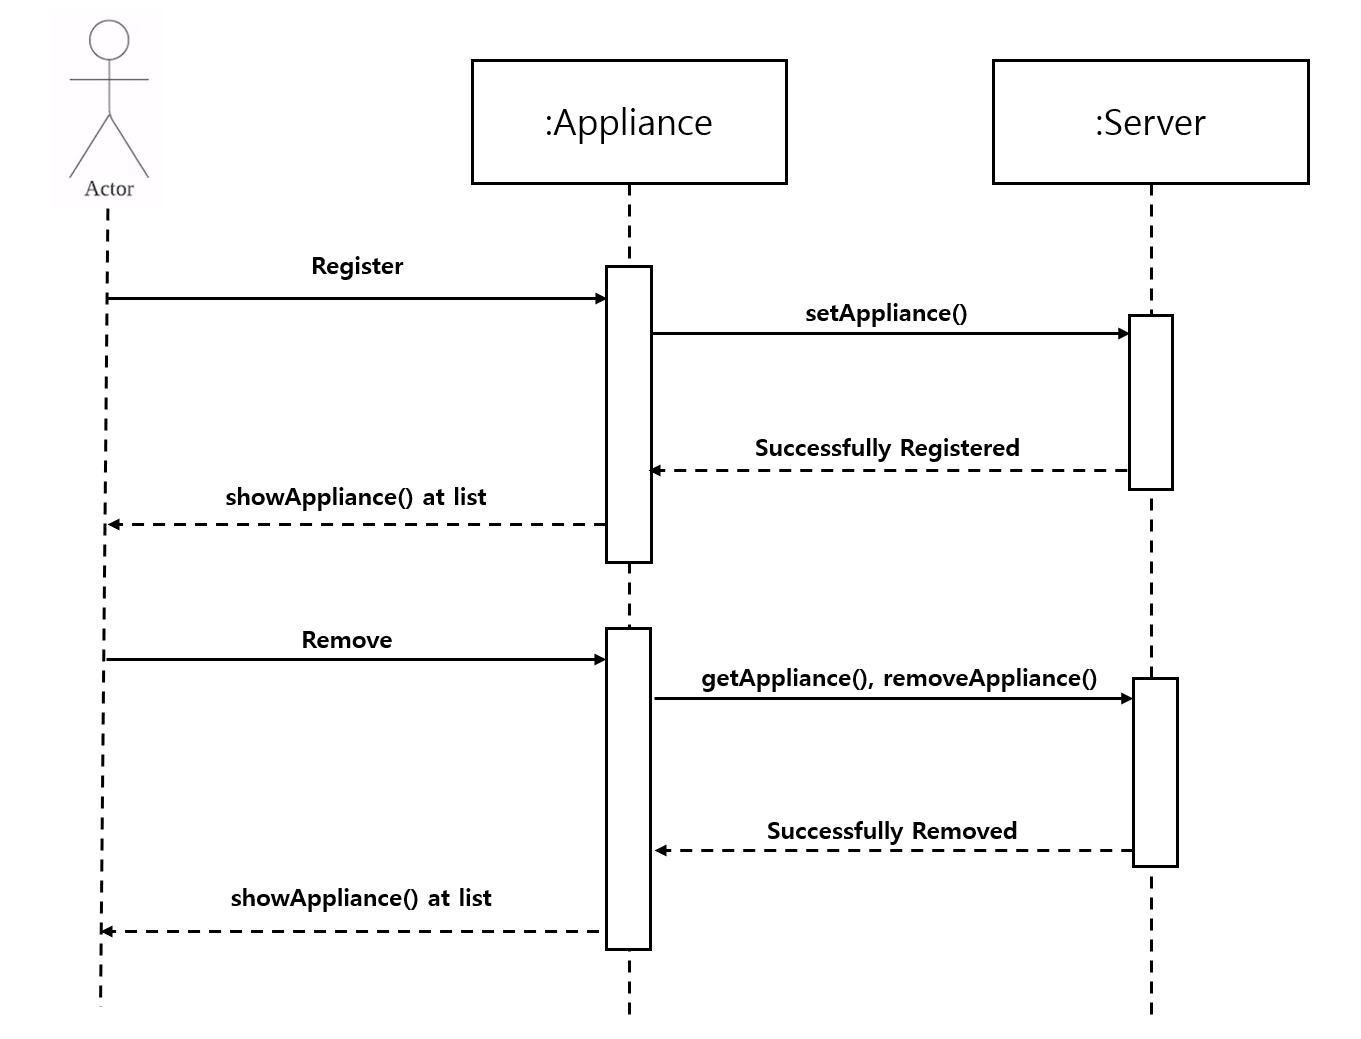 Actor
:Appliance
:Server
Register
setAppliance()
Successfully Registered
showAppliance() at list
Remove
getAppliance(), removeAppliance()
Successfully Removed
showAppliance() at list